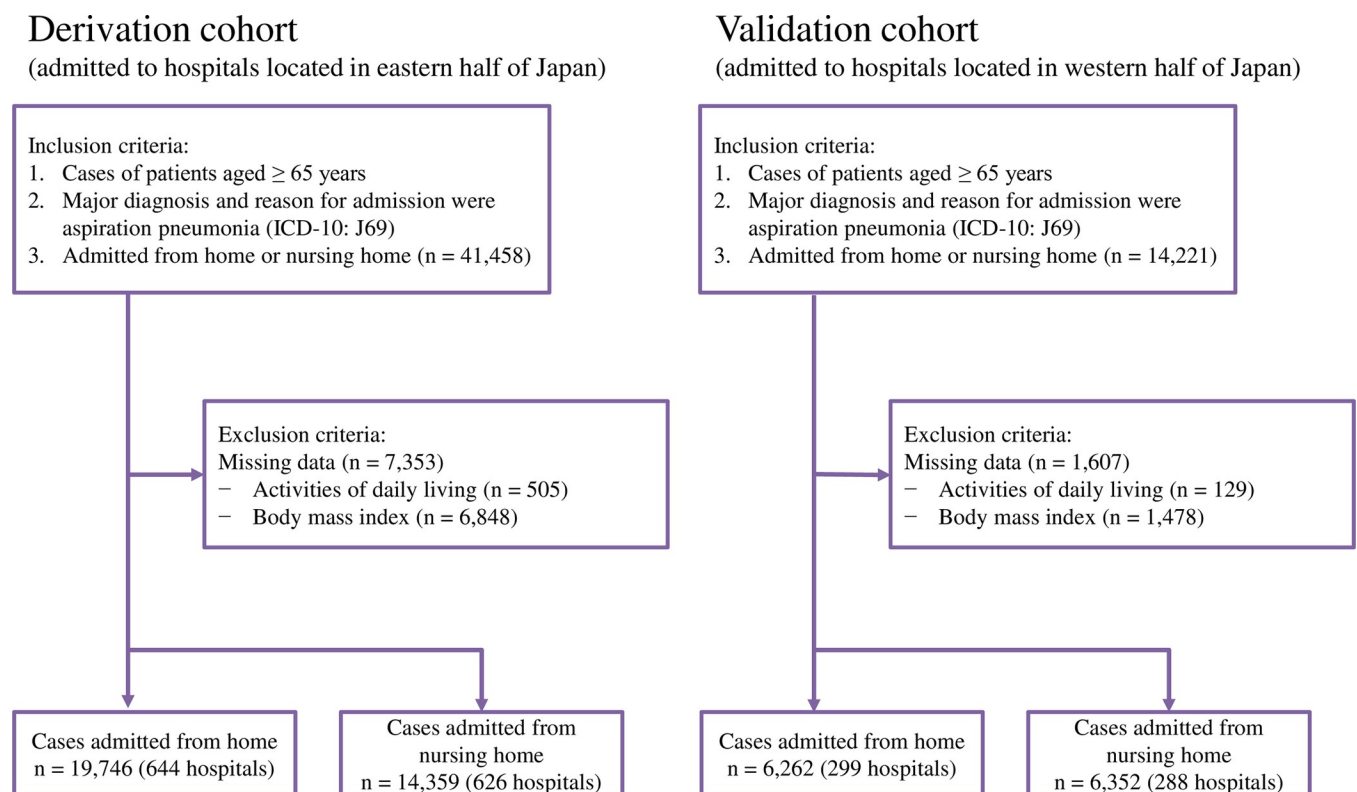 Derivation cohort
(admitted to hospitals located in eastern half of Japan)
Inclusion criteria:
1. Cases of patients aged ≥ 65 years
2. Major diagnosis and reason for admission were
aspiration pneumonia (ICD-10: J69)
3. Admitted from home or nursing home (n = 41,458)
Exclusion criteria:
Missing data (n = 7,353)
− Activities of daily living (n = 505)
− Body mass index (n = 6,848)
Cases admitted from home
n = 19,746 (644 hospitals)
Cases admitted from
nursing home
n = 14,359 (626 hospitals)
Validation cohort
(admitted to hospitals located in western half of Japan)
Inclusion criteria:
1. Cases of patients aged ≥ 65 years
2. Major diagnosis and reason for admission were
aspiration pneumonia (ICD-10: J69)
3. Admitted from home or nursing home (n = 14,221)
Exclusion criteria:
Missing data (n = 1,607)
− Activities of daily living (n = 129)
− Body mass index (n = 1,478)
Cases admitted from home
n = 6,262 (299 hospitals)
Cases admitted from
nursing home
n = 6,352 (288 hospitals)